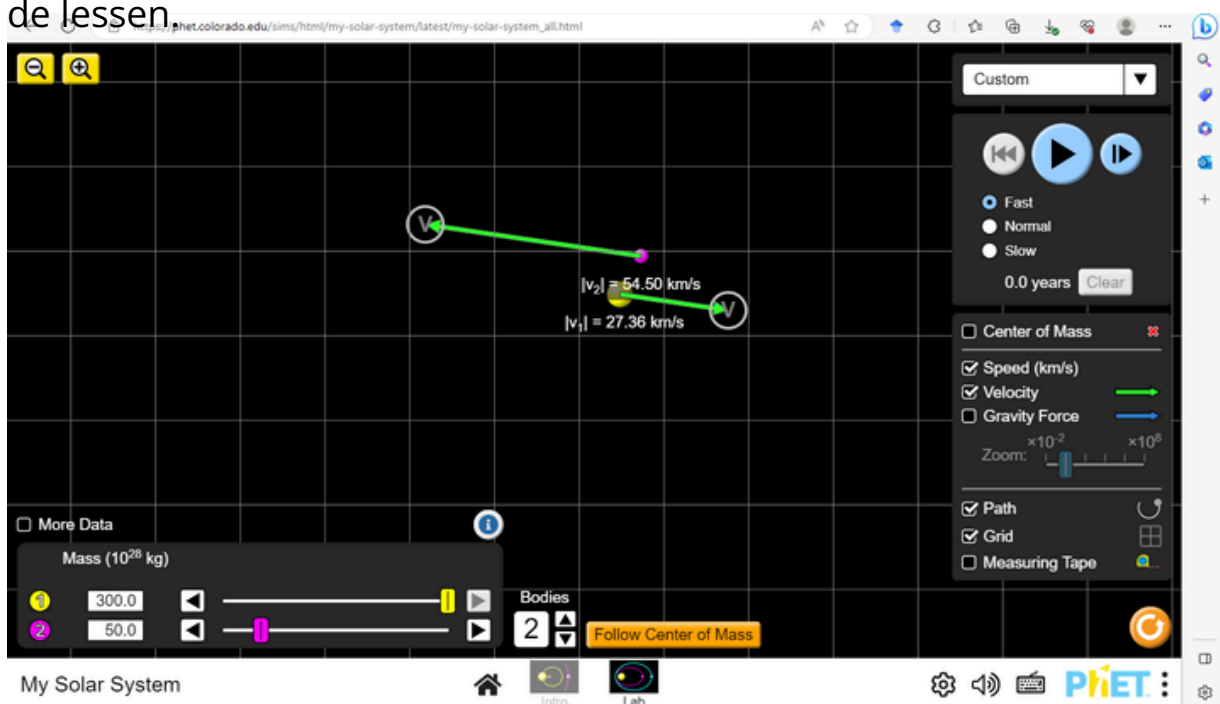 de lessen.
https://phet.colorado.edu/sims/html/my-solar-system/latest/my-solar-system_all.html
Custom
V
|v2| = 54.50 km/s
V
|v1| = 27.36 km/s
Fast
Normal
Slow
0.0 years Clear
Center of Mass
Speed (km/s)
Velocity
Gravity Force
×10-2 ×108
Zoom:
Path
Grid
Measuring Tape
More Data
Mass (1028 kg)
1 300.0
2 50.0
Bodies
2
Follow Center of Mass
My Solar System
Intro
Lab
PhET